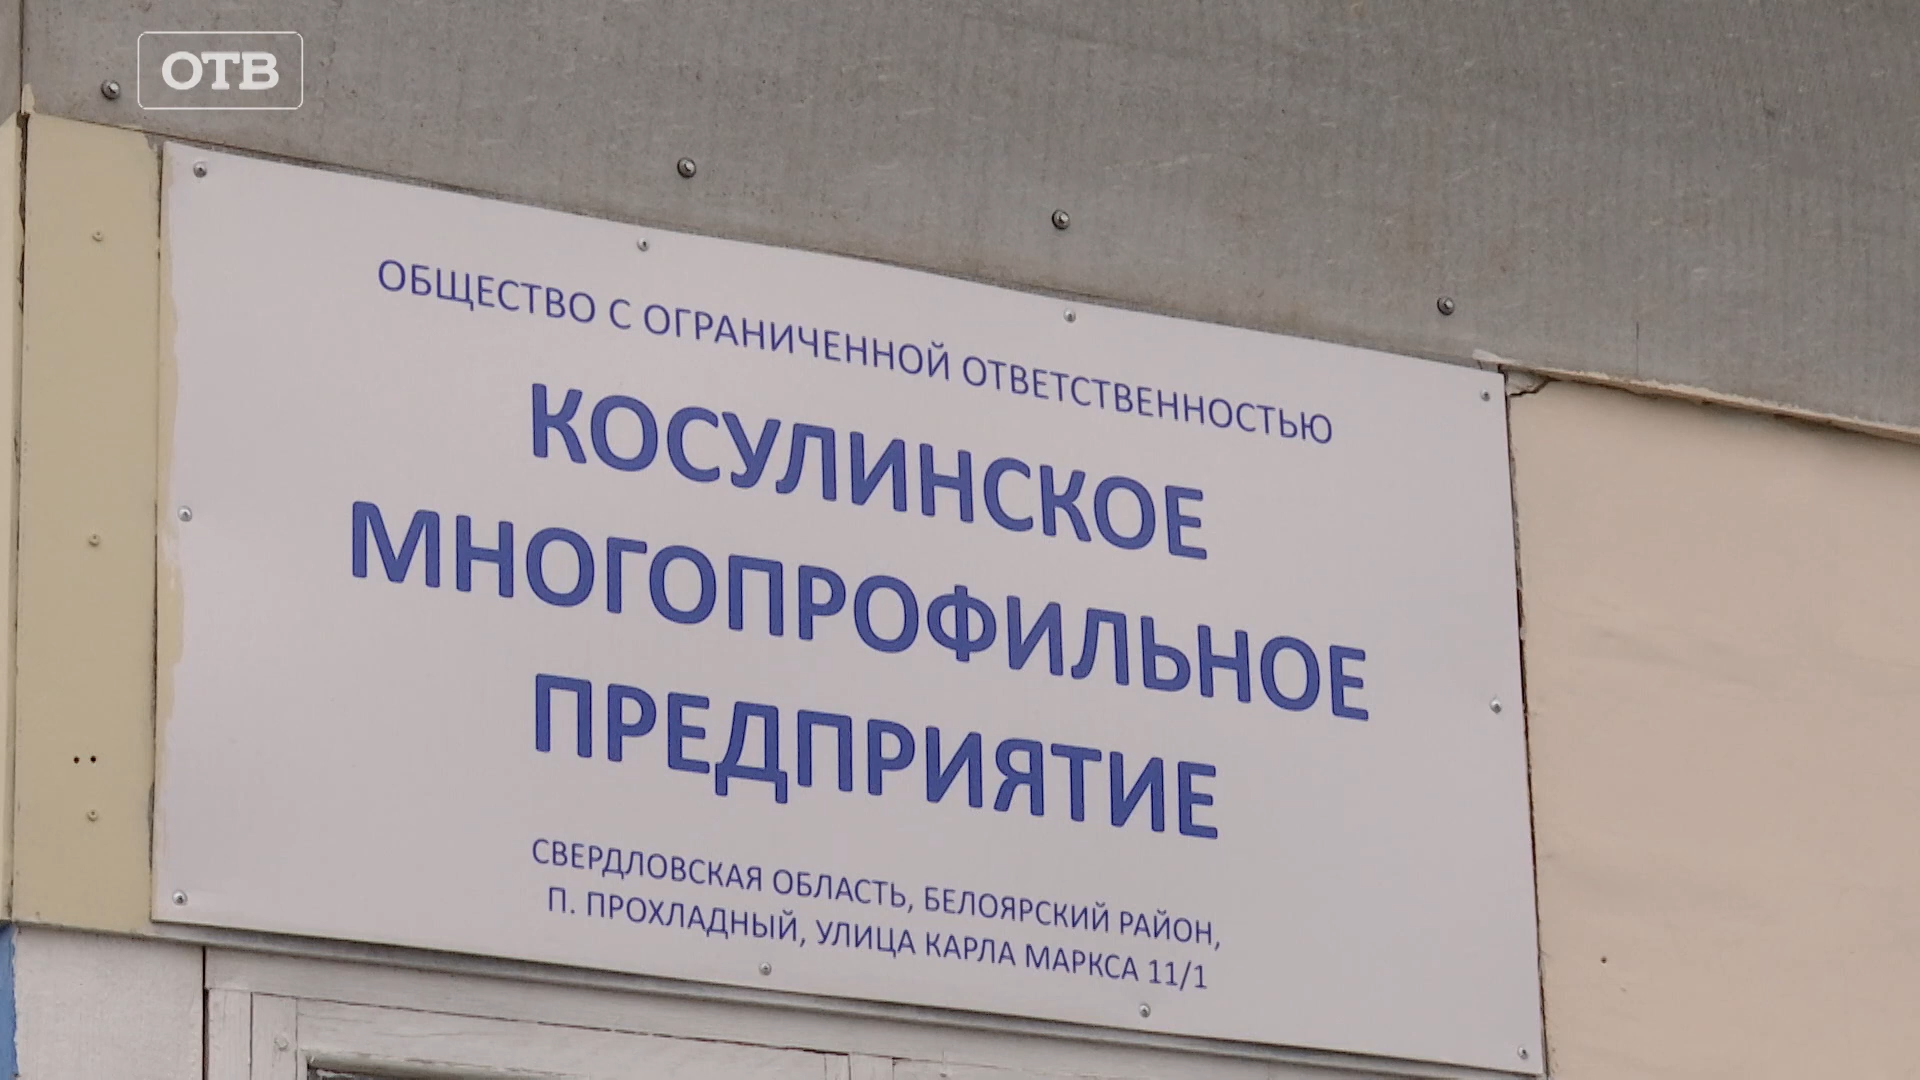 ОТВ
ОБЩЕСТВО С ОГРАНИЧЕННОЙ ОТВЕТСТВЕННОСТЬЮ
КОСУЛИНСКОЕ
МНОГОПРОФИЛЬНОЕ
ПРЕДПРИЯТИЕ
СВЕРДЛОВСКАЯ ОБЛАСТЬ, БЕЛОЯРСКИЙ РАЙОН,
П. ПРОХЛАДНЫЙ, УЛИЦА КАРЛА МАРКСА 11/1